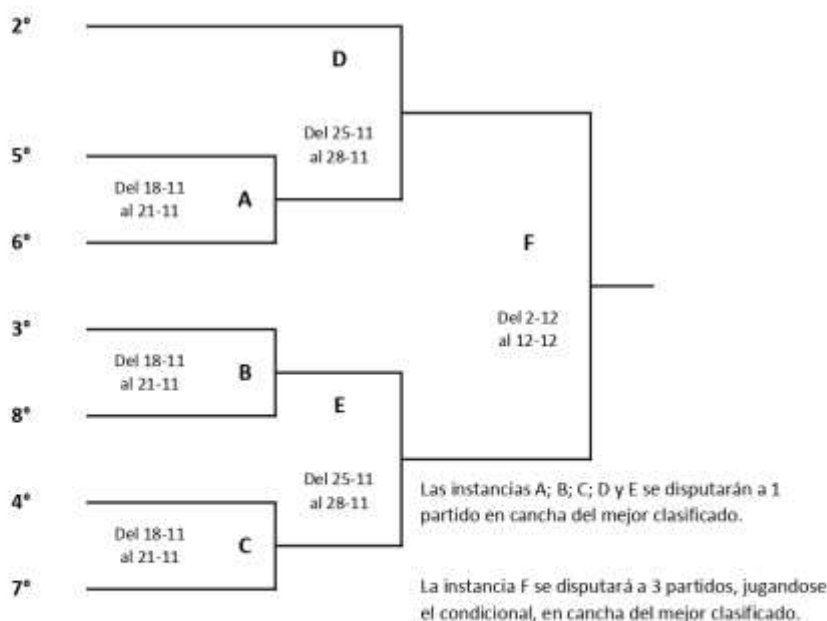 2°
D
Del 25-11
al 28-11
5°
Del 18-11
al 21-11
A
6°
F
Del 2-12
al 12-12
3°
Del 18-11
al 21-11
B
8°
E
Del 25-11
al 28-11
4°
Del 18-11
al 21-11
C
7°
Las instancias A; B; C; D y E se disputarán a 1
partido en cancha del mejor clasificado.
La instancia F se disputará a 3 partidos, jugandose
el condicional, en cancha del mejor clasificado.